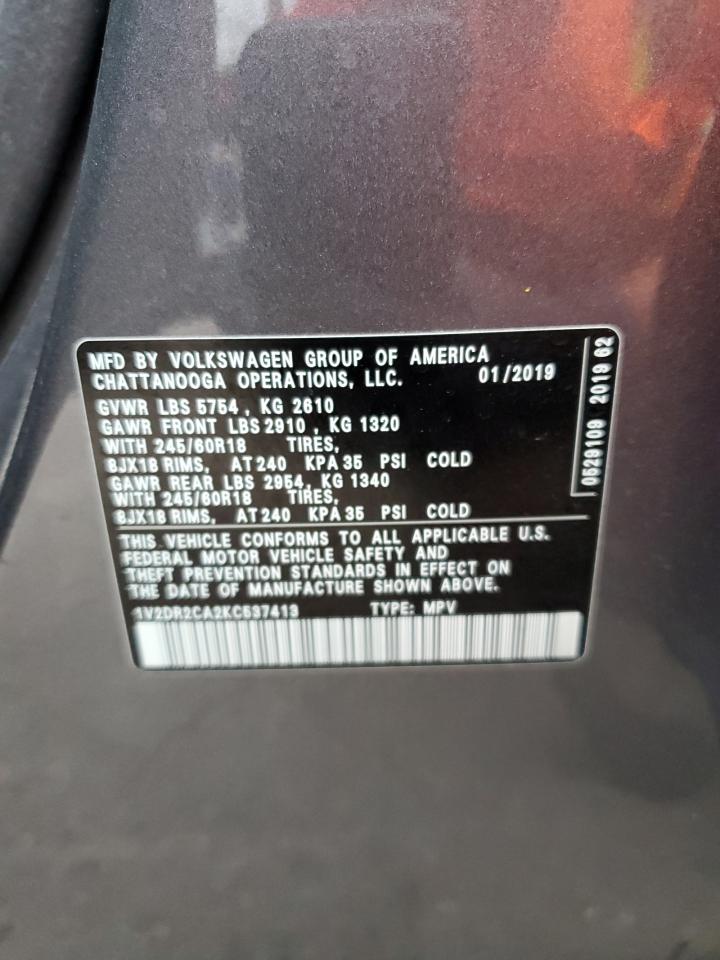 MFD BY VOLKSWAGEN GROUP OF AMERICA
CHATTANOOGA OPERATIONS, LLC. 01/2019
GVWR LBS 5754 , KG 2610
GAWR FRONT LBS 2910 , KG 1320
WITH 245/60R18 TIRES,
8JX18 RIMS, AT 240 KPA 35 PSI COLD
GAWR REAR LBS 2954, KG 1340
WITH 245/60R18 TIRES,
8JX18 RIMS, AT 240 KPA 35 PSI COLD
THIS VEHICLE CONFORMS TO ALL APPLICABLE U.S.
FEDERAL MOTOR VEHICLE SAFETY AND
THEFT PREVENTION STANDARDS IN EFFECT ON
THE DATE OF MANUFACTURE SHOWN ABOVE.
1V2DR2CA2KC537413 TYPE: MPV
0529109 2019 62